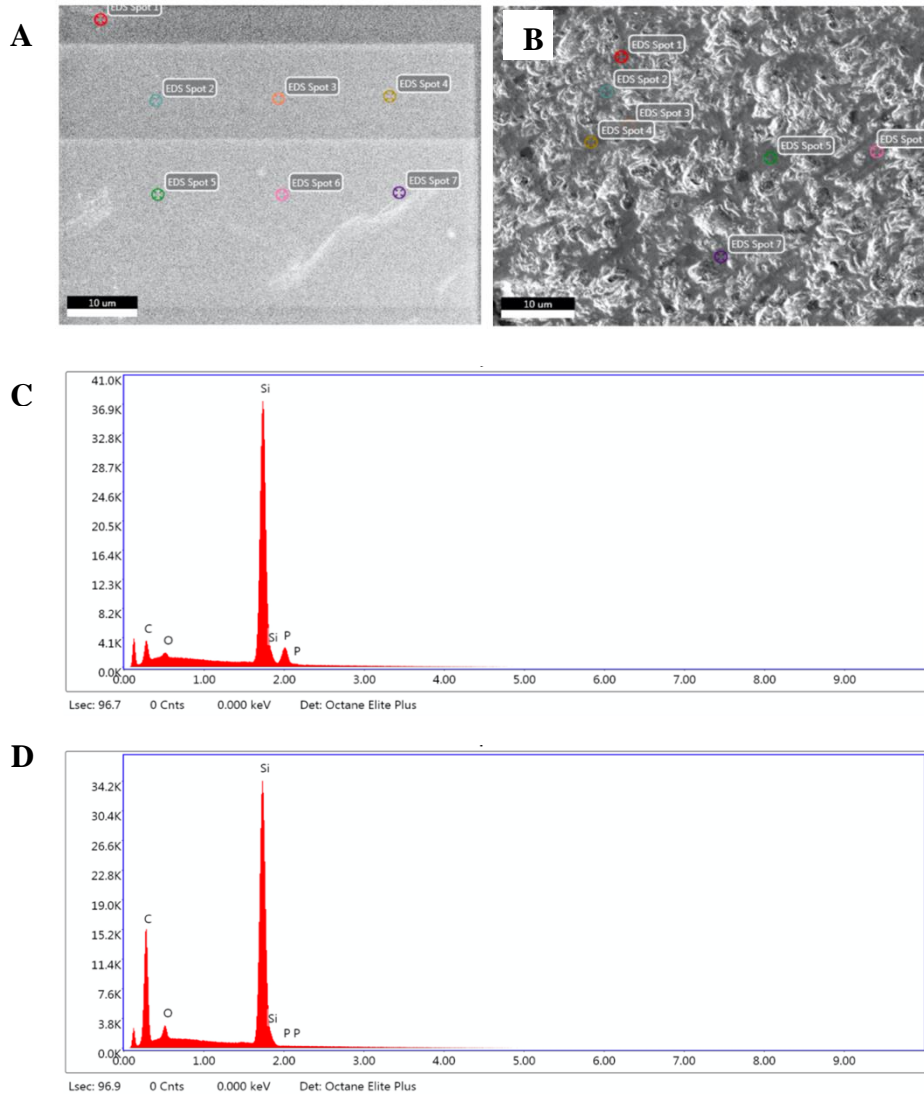 A
EDS Spot 1
EDS Spot 2
EDS Spot 3
EDS Spot 4
EDS Spot 5
EDS Spot 6
EDS Spot 7
10 um
B
EDS Spot 1
EDS Spot 2
EDS Spot 3
EDS Spot 4
EDS Spot 5
EDS Spot
EDS Spot 7
10 um
C
41.0K
36.9K
32.8K
28.7K
24.6K
20.5K
16.4K
12.3K
8.2K
4.1K
0.0K
Si
C
O
Si
P
P
0.00 1.00 2.00 3.00 4.00 5.00 6.00 7.00 8.00 9.00
Lsec: 96.7 0 Cnts 0.000 keV Det: Octane Elite Plus
D
34.2K
30.4K
26.6K
22.8K
19.0K
15.2K
11.4K
7.6K
3.8K
0.0K
Si
C
O
Si
P P
0.00 1.00 2.00 3.00 4.00 5.00 6.00 7.00 8.00 9.00
Lsec: 96.9 0 Cnts 0.000 keV Det: Octane Elite Plus